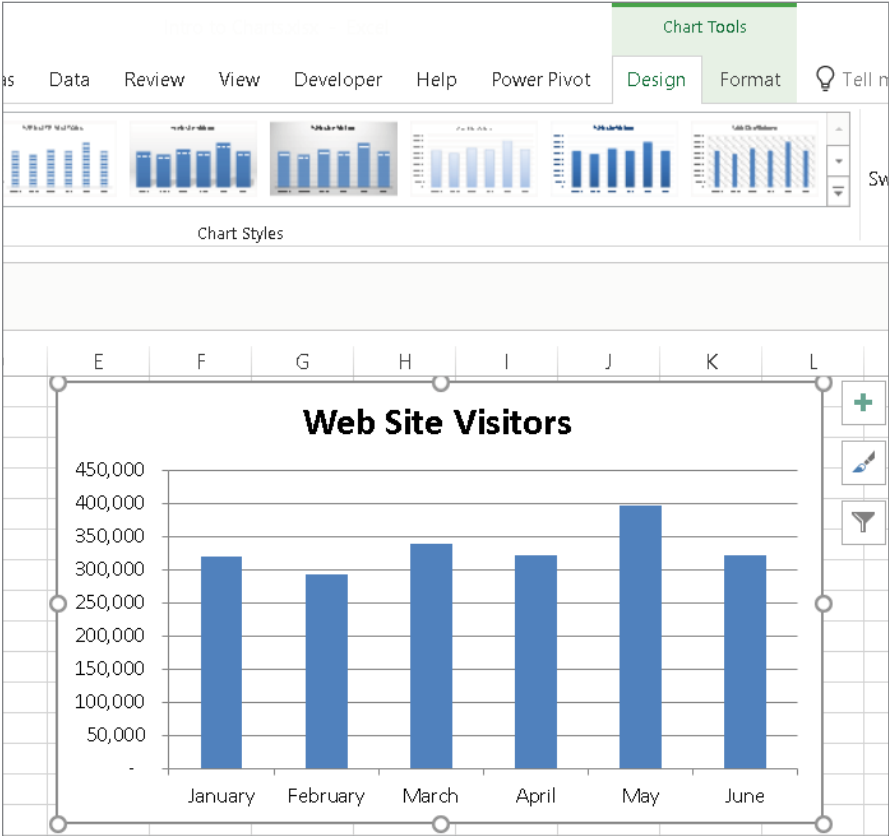 Chart Tools
as Data Review View Developer Help Power Pivot Design Format Tell m
Sw
Chart Styles
E F G H I J K L
Web Site Visitors
450,000
400,000
350,000
300,000
250,000
200,000
150,000
100,000
50,000
-
January February March April May June